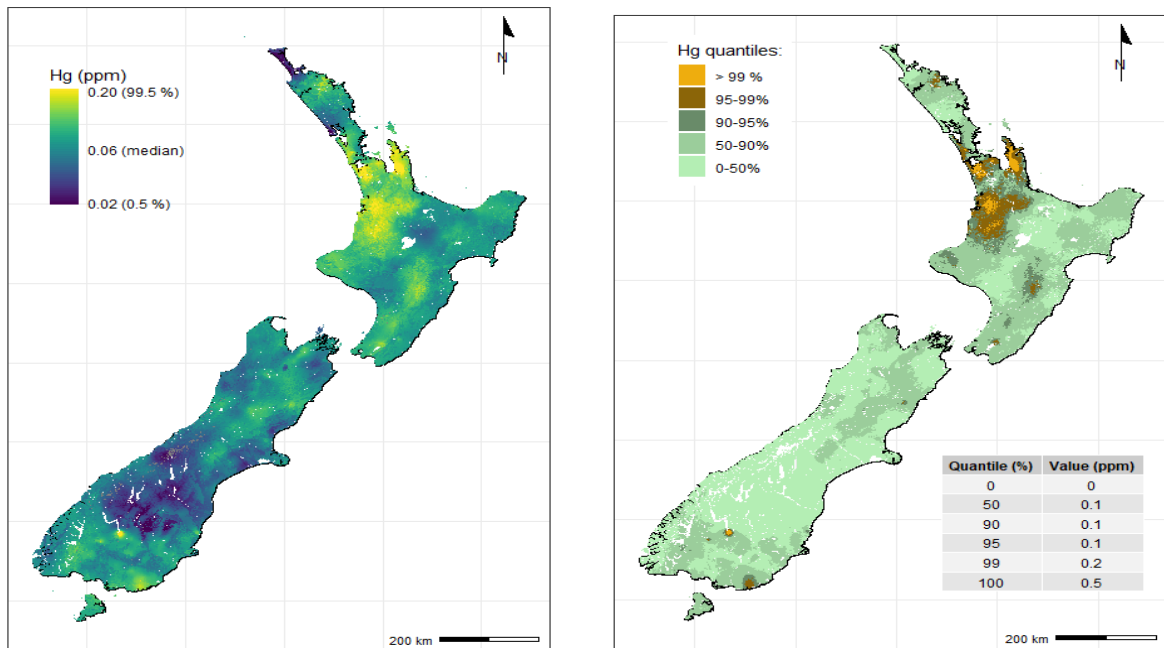 N
Hg (ppm)
0.20 (99.5 %)
0.06 (median)
0.02 (0.5 %)
200 km
N
Hg quantiles:
> 99 %
95-99%
90-95%
50-90%
0-50%
Quantile (%) Value (ppm)
0 0
50 0.1
90 0.1
95 0.1
99 0.2
100 0.5
200 km